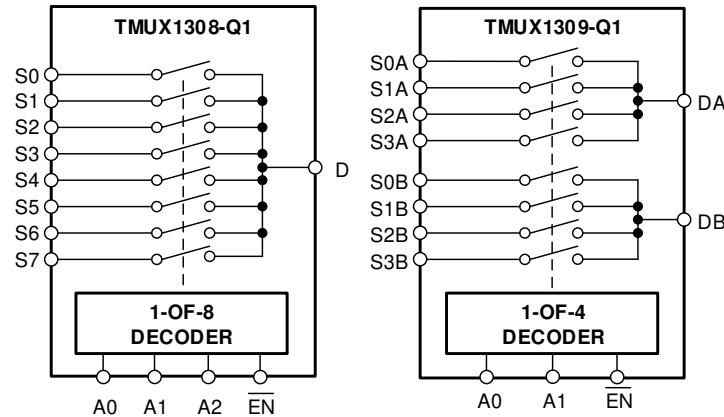 TMUX1308-Q1
S0
S1
S2
S3
S4
S5
S6
S7
D
1-OF-8
DECODER
A0 A1 A2 EN
TMUX1309-Q1
S0A
S1A
S2A
S3A
S0B
S1B
S2B
S3B
DA
DB
1-OF-4
DECODER
A0 A1 EN